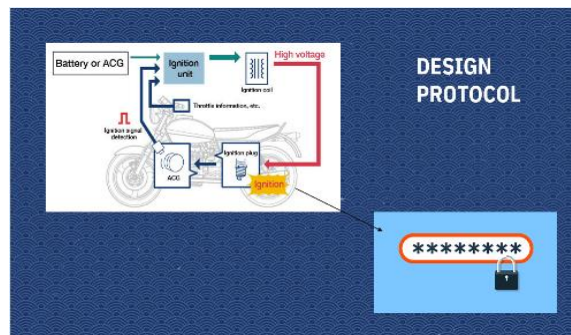 DESIGN
PROTOCOL
Battery or ACG
Ignition
unit
High voltage
Ignition coil
Throttle information, etc.
Ignition signal
detection
Ignition plug
ACG
Ignition
********